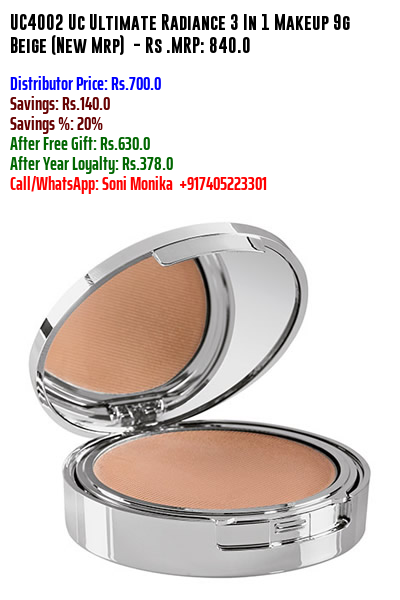 UC4002 Uc Ultimate Radiance 3 In 1 Makeup 9g
Beige (New Mrp) - Rs .MRP: 840.0
Distributor Price: Rs.700.0
Savings: Rs.140.0
Savings %: 20%
After Free Gift: Rs.630.0
After Year Loyalty: Rs.378.0
Call/WhatsApp: Soni Monika +917405223301